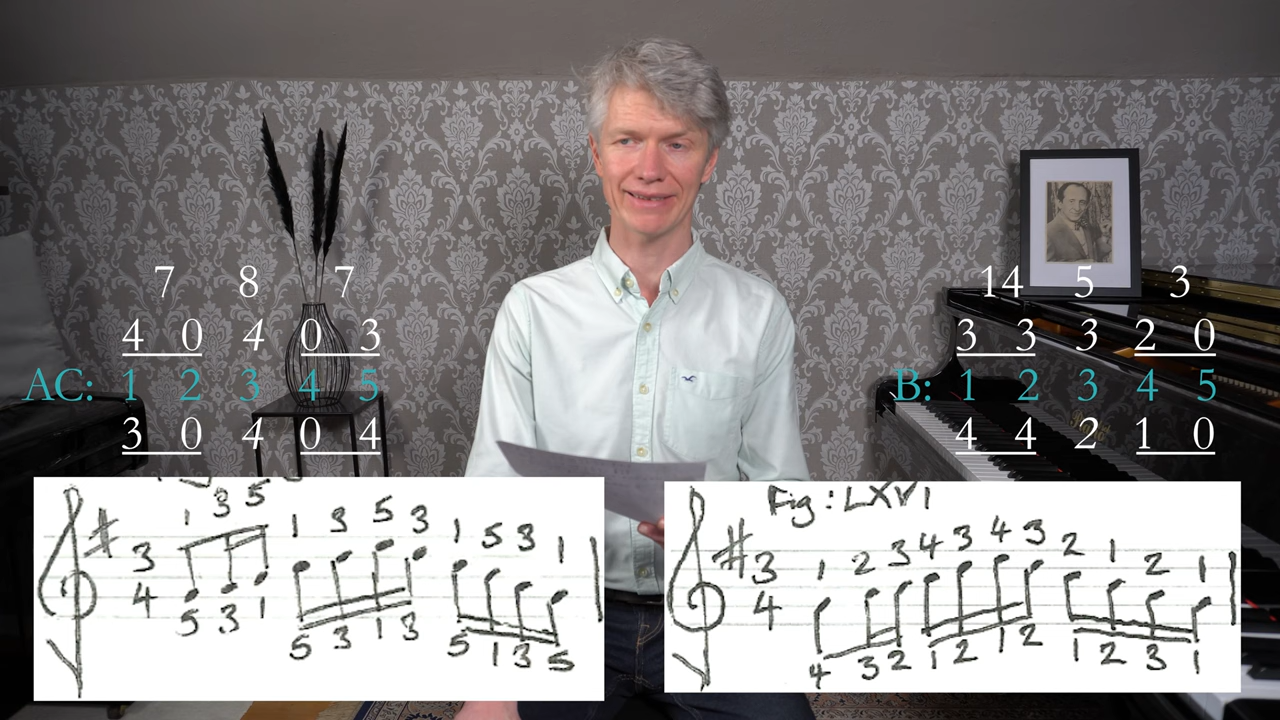 7 8 7
4 0 4 0 3
AC: 1 2 3 4 5
3 0 4 0 4
14 5 3
3 3 3 2 0
B: 1 2 3 4 5
4 4 2 1 0
1 3 5 1 3 5 3 1 5 3 1
3
4
5 3 1 5 3 1 3 5 1 3 5
Fig: LXVI
1 2 3 4 3 4 3 2 1 2 1
3
4
4 3 2 1 2 1 2 1 2 3 1